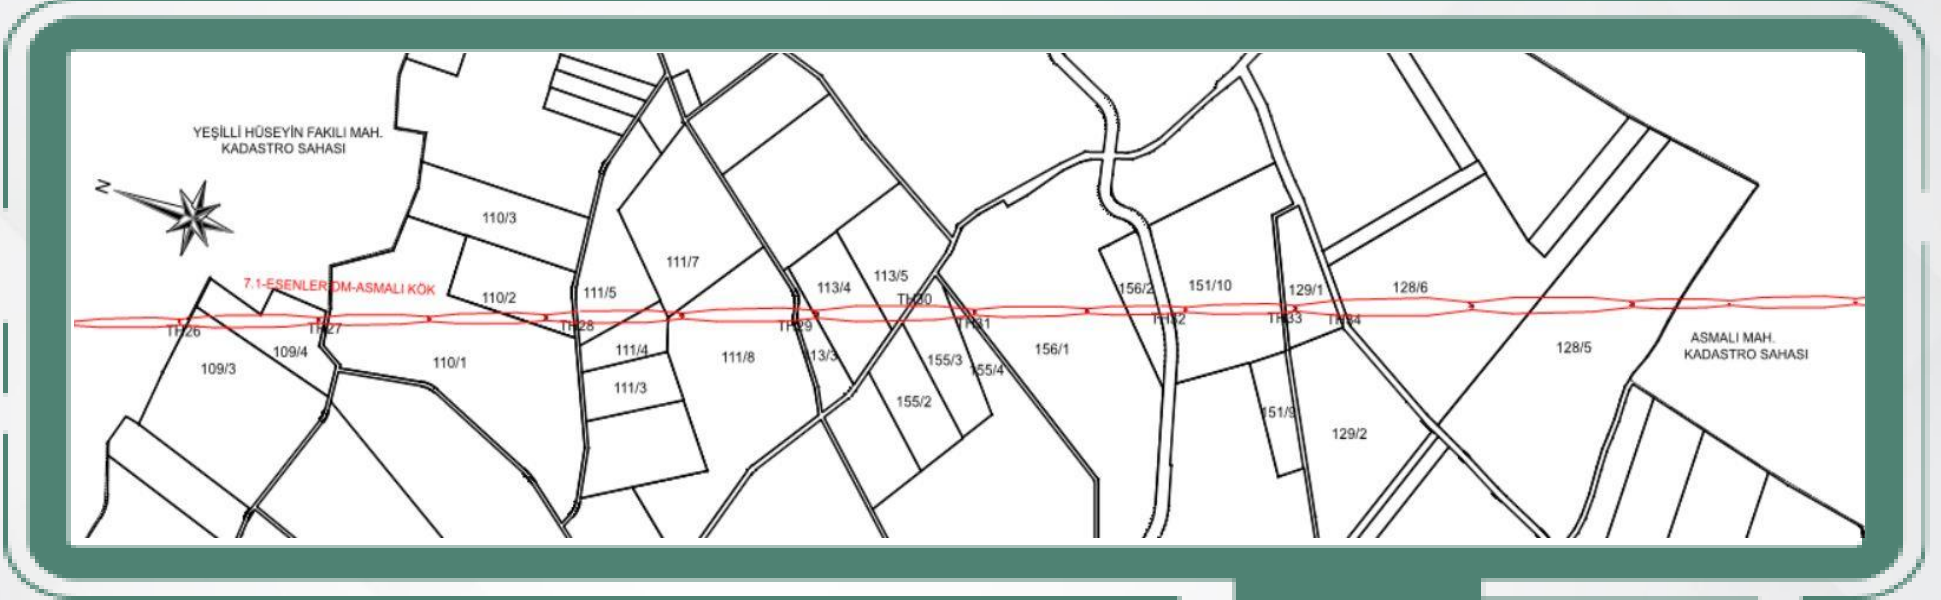 YEŞİLLİ HÜSEYİN FAKILI MAH.
KADASTRO SAHASI
N
7.1-ESENLER DM-ASMALI KÖK
110/3
110/2
111/5
111/7
113/4
113/5
TH30
156/2
151/10
129/1
128/6
TH26
TH27
TH28
TH29
TH31
TH32
TH33
TH34
109/3
109/4
110/1
111/4
111/3
111/8
113/3
155/3
155/4
155/2
156/1
151/9
129/2
128/5
ASMALI MAH.
KADASTRO SAHASI